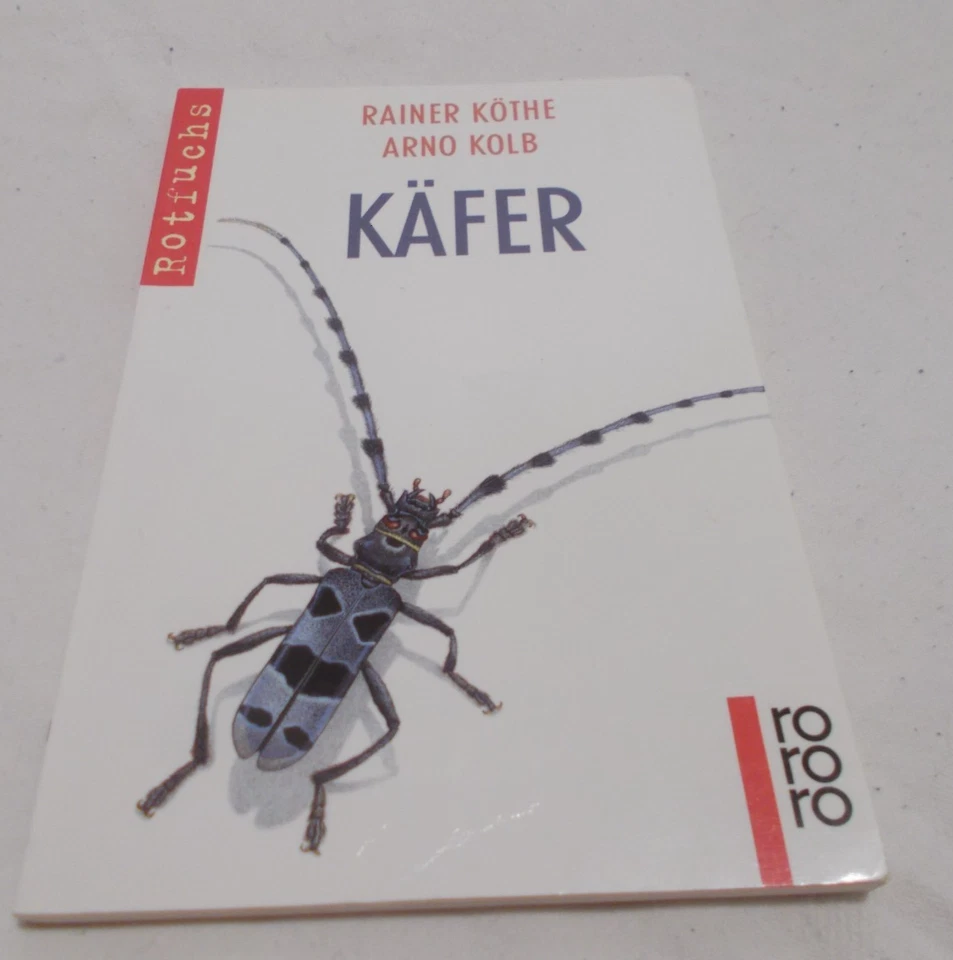 Rotfuchs
RAINER KÖTHE
ARNO KOLB
KÄFER
ro
ro
ro